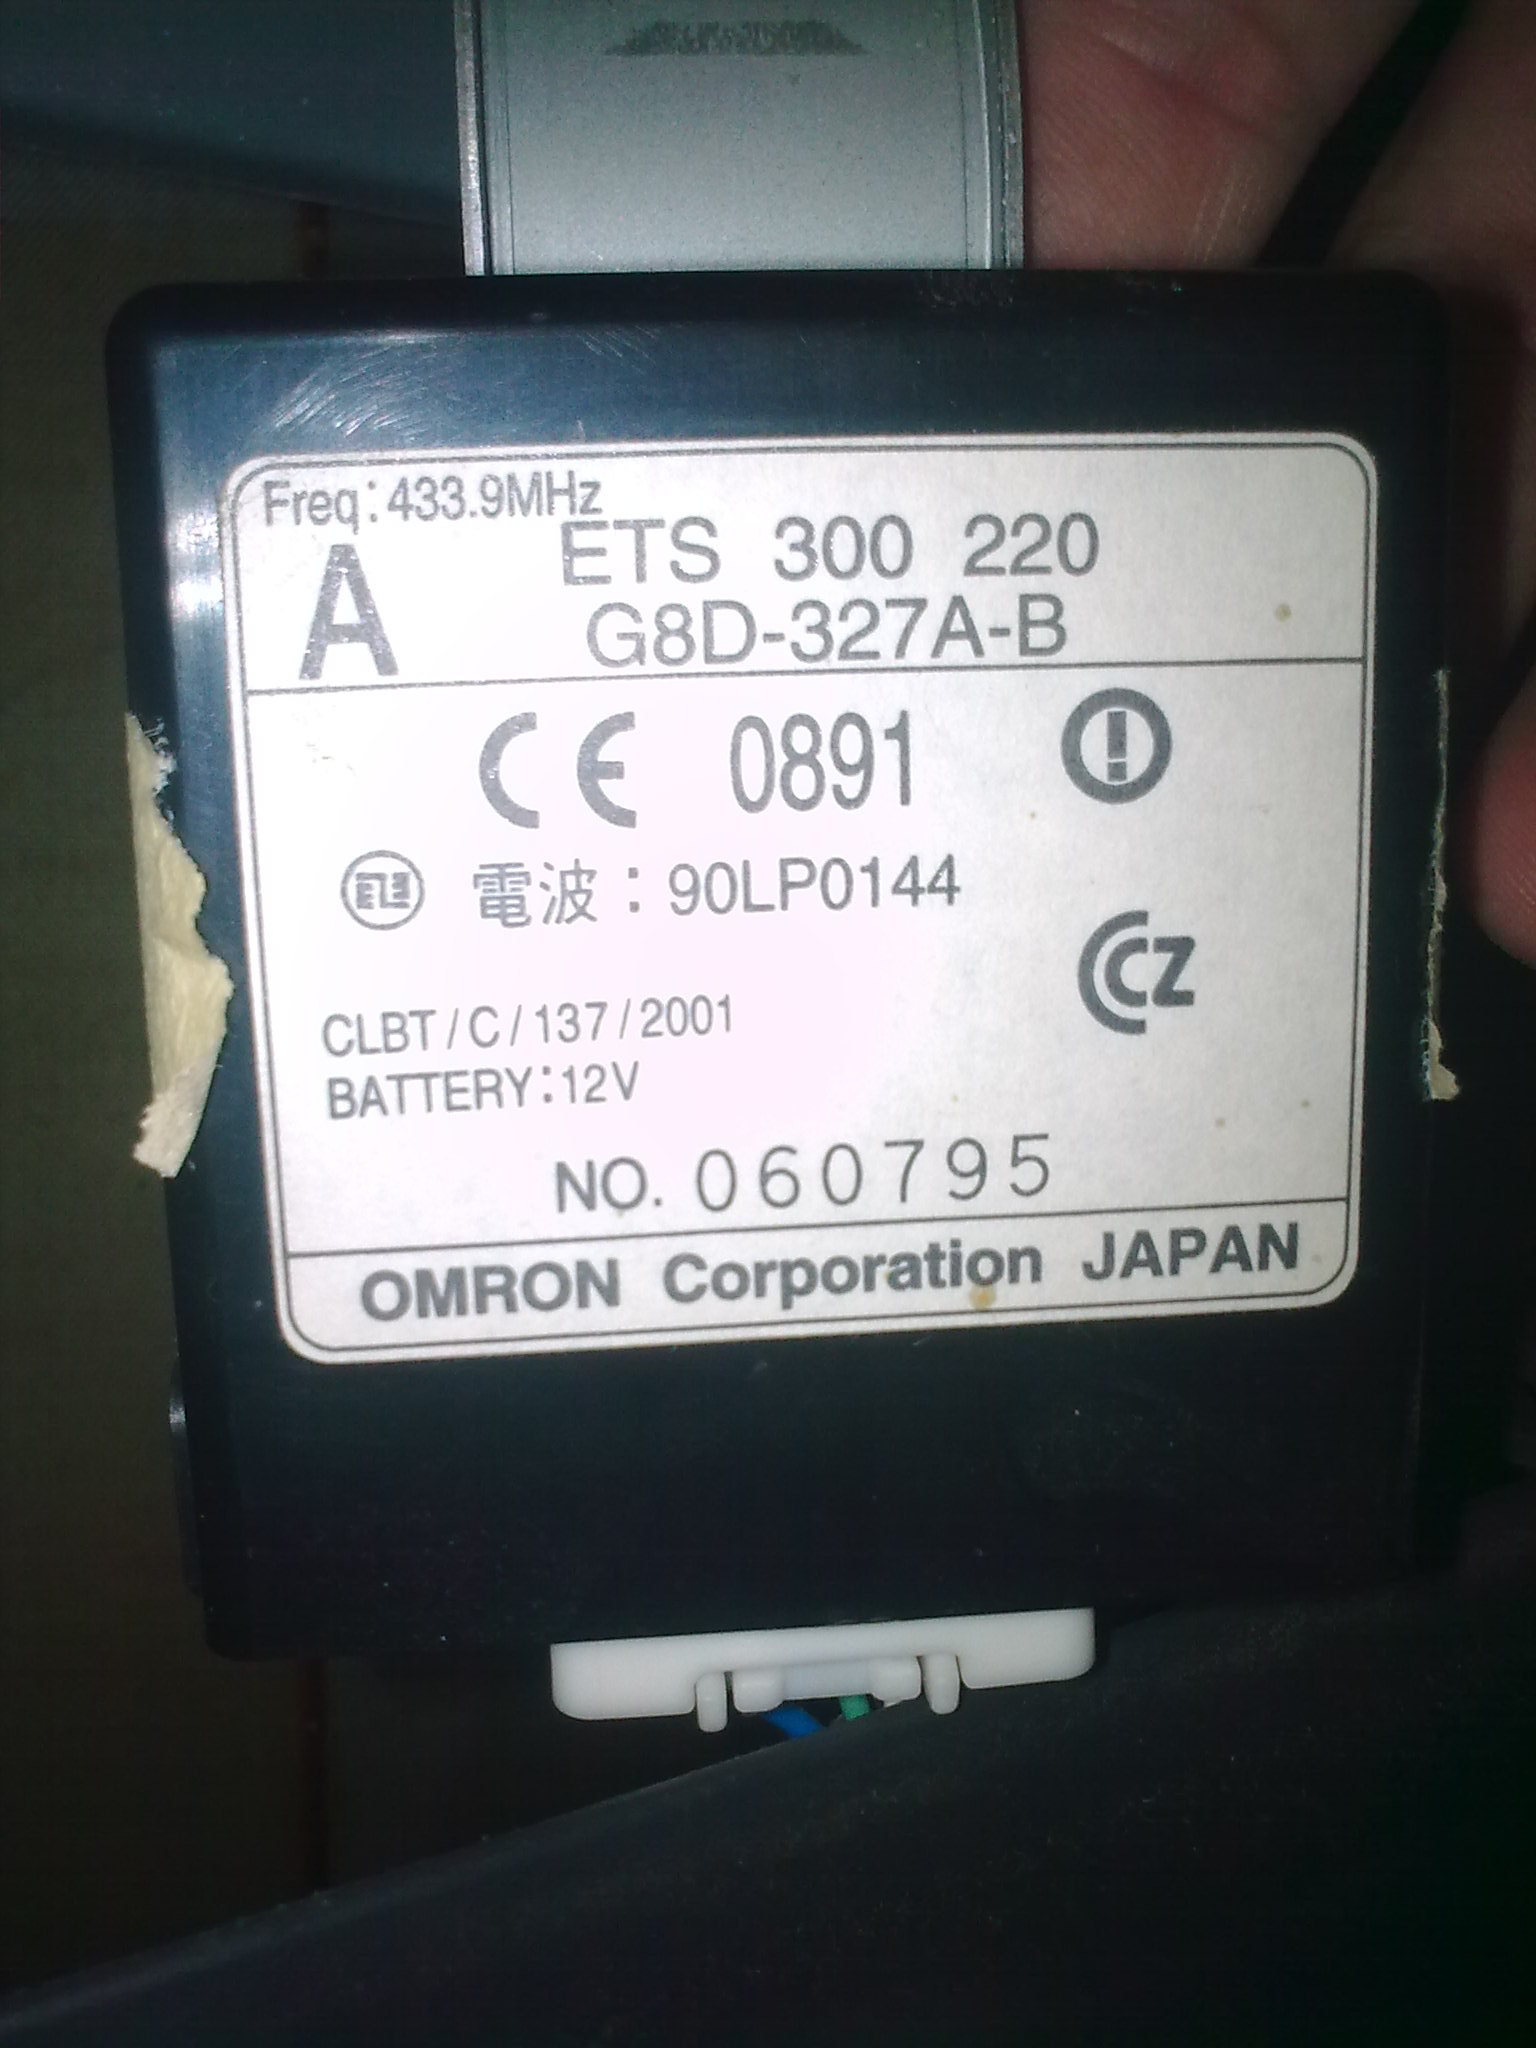 Freq:433.9MHz
A
ETS 300 220
G8D-327A-B
CE 0891
電波:90LP0144
CCZ
CLBT/C/137/2001
BATTERY:12V
NO. 060795
OMRON Corporation JAPAN